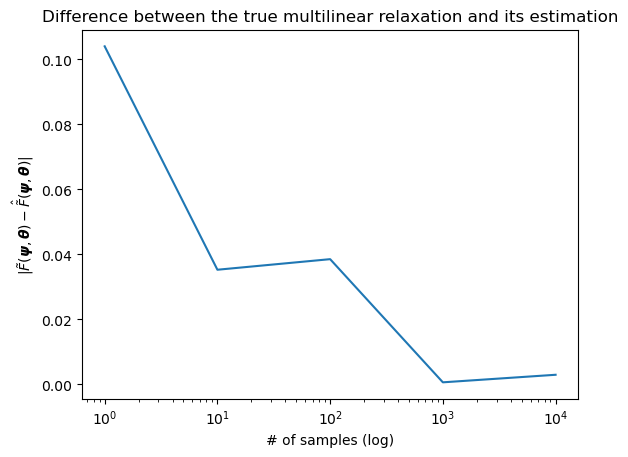 Difference between the true multilinear relaxation and its estimation
|F̃(ψ, θ) − F̃̂(ψ, θ)|
0.10
0.08
0.06
0.04
0.02
0.00
10⁰ 10¹ 10² 10³ 10⁴
# of samples (log)